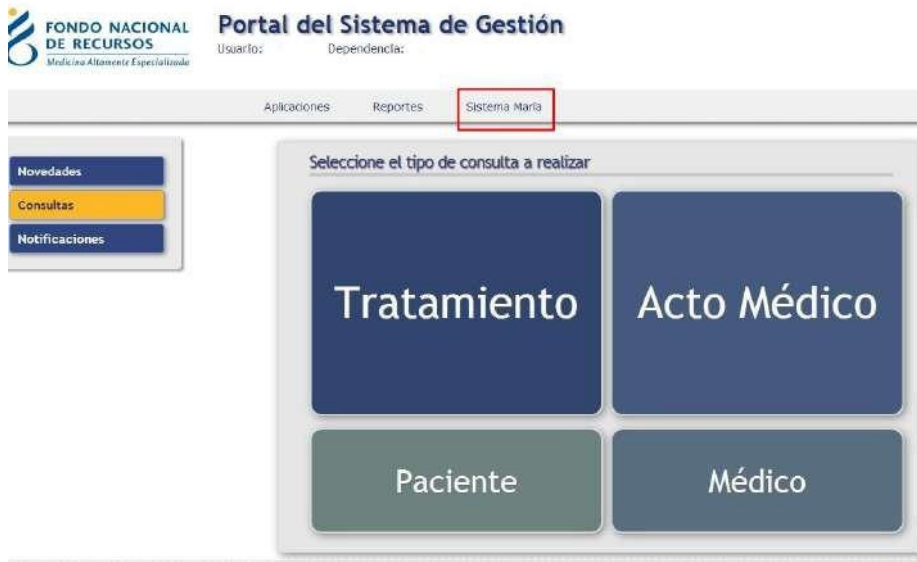 FONDO NACIONAL
DE RECURSOS
Medicina Altamente Especializada
Portal del Sistema de Gestión
Usuario: Dependencia:
Aplicaciones Reportes Sistema María
Novedades
Consultas
Notificaciones
Seleccione el tipo de consulta a realizar
Tratamiento Acto Médico
Paciente Médico